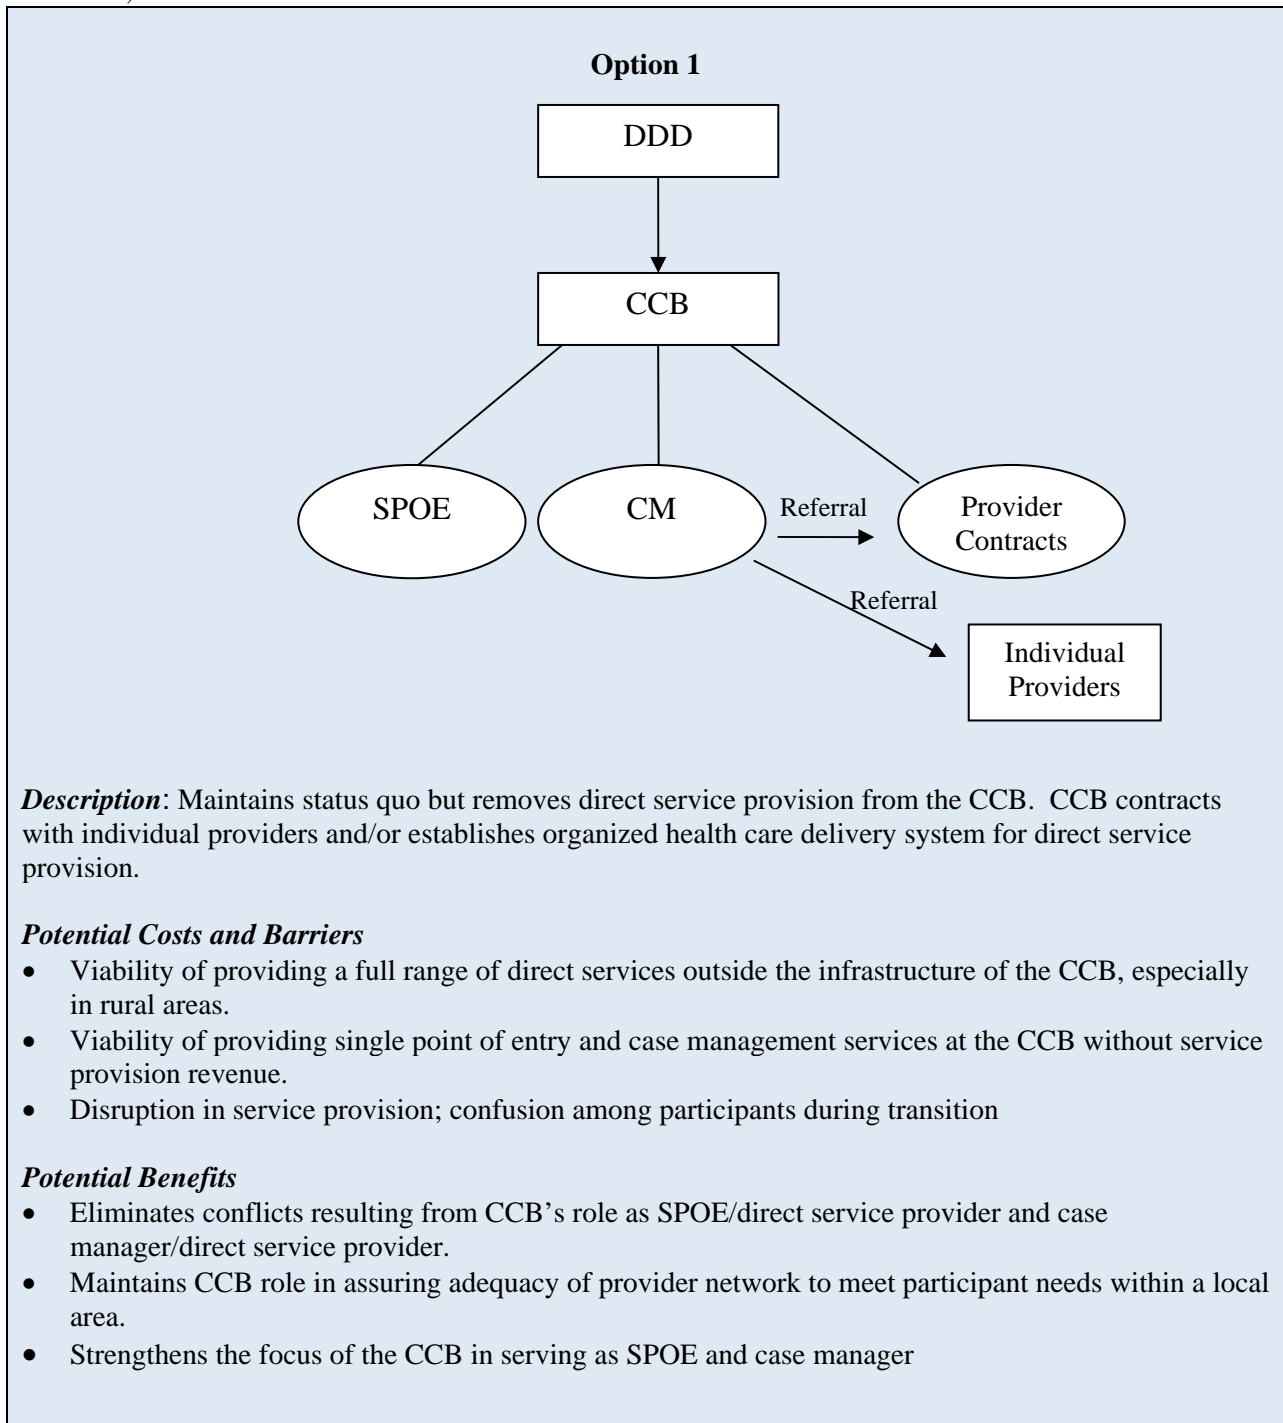 Option 1
DDD
CCB
SPOE
CM
Referral
Provider
Contracts
Referral
Individual
Providers
Description: Maintains status quo but removes direct service provision from the CCB.  CCB contracts
with individual providers and/or establishes organized health care delivery system for direct service
provision.
Potential Costs and Barriers
• Viability of providing a full range of direct services outside the infrastructure of the CCB, especially
in rural areas.
• Viability of providing single point of entry and case management services at the CCB without service
provision revenue.
• Disruption in service provision; confusion among participants during transition
Potential Benefits
• Eliminates conflicts resulting from CCB’s role as SPOE/direct service provider and case
manager/direct service provider.
• Maintains CCB role in assuring adequacy of provider network to meet participant needs within a local
area.
• Strengthens the focus of the CCB in serving as SPOE and case manager